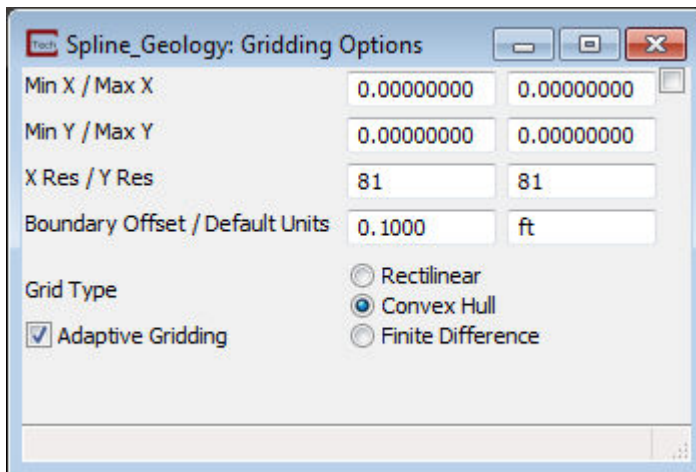 Tech Spline_Geology: Gridding Options
Min X / Max X 0.00000000 0.00000000
Min Y / Max Y 0.00000000 0.00000000
X Res / Y Res 81 81
Boundary Offset / Default Units 0.1000 ft
Rectilinear
Grid Type
Convex Hull
Adaptive Gridding Finite Difference